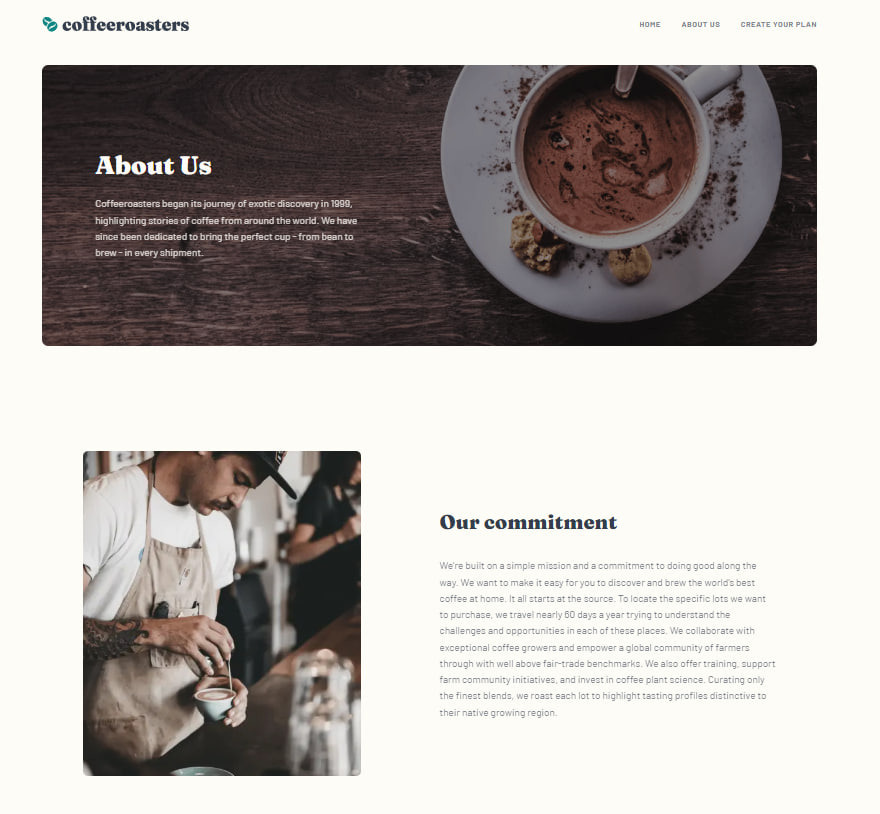 coffeeroasters
HOME ABOUT US CREATE YOUR PLAN
About Us
Coffeeroasters began its journey of exotic discovery in 1999,
highlighting stories of coffee from around the world. We have
since been dedicated to bring the perfect cup - from bean to
brew - in every shipment.
Our commitment
We're built on a simple mission and a commitment to doing good along the
way. We want to make it easy for you to discover and brew the world's best
coffee at home. It all starts at the source. To locate the specific lots we want
to purchase, we travel nearly 60 days a year trying to understand the
challenges and opportunities in each of these places. We collaborate with
exceptional coffee growers and empower a global community of farmers
through with well above fair-trade benchmarks. We also offer training, support
farm community initiatives, and invest in coffee plant science. Curating only
the finest blends, we roast each lot to highlight tasting profiles distinctive to
their native growing region.